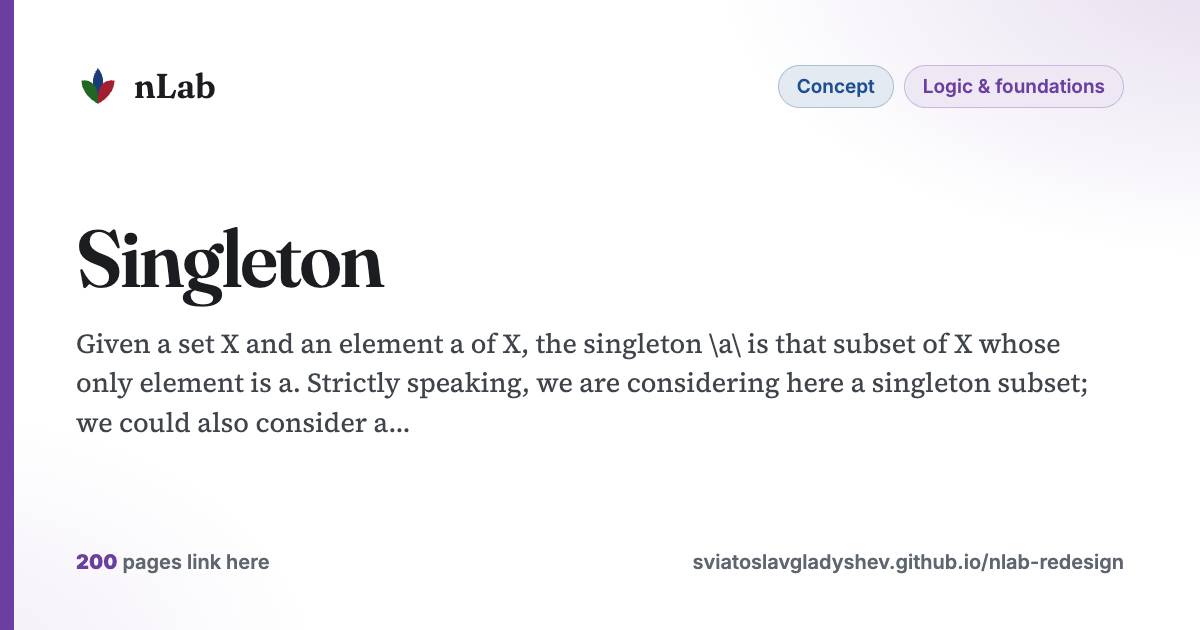 nLab
Concept
Logic & foundations
Singleton
Given a set X and an element a of X, the singleton \a\ is that subset of X whose
only element is a. Strictly speaking, we are considering here a singleton subset;
we could also consider a...
200 pages link here
sviatoslavgladyshev.github.io/nlab-redesign